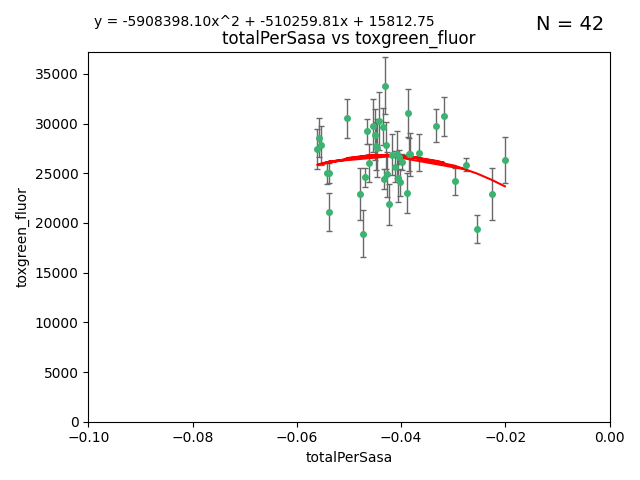 y = -5908398.10x^2 + -510259.81x + 15812.75
N = 42
totalPerSasa vs toxgreen_fluor
35000
30000
25000
20000
15000
10000
5000
0
toxgreen_fluor
−0.10
−0.08
−0.06
−0.04
−0.02
0.00
totalPerSasa